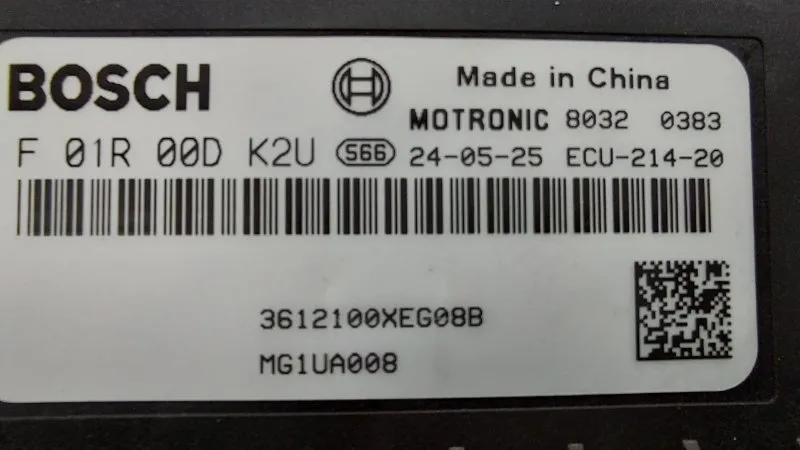 BOSCH
Made in China
MOTRONIC 8032 0383
F 01R 00D K2U S66 24-05-25 ECU-214-20
3612100XEG08B
MG1UA008